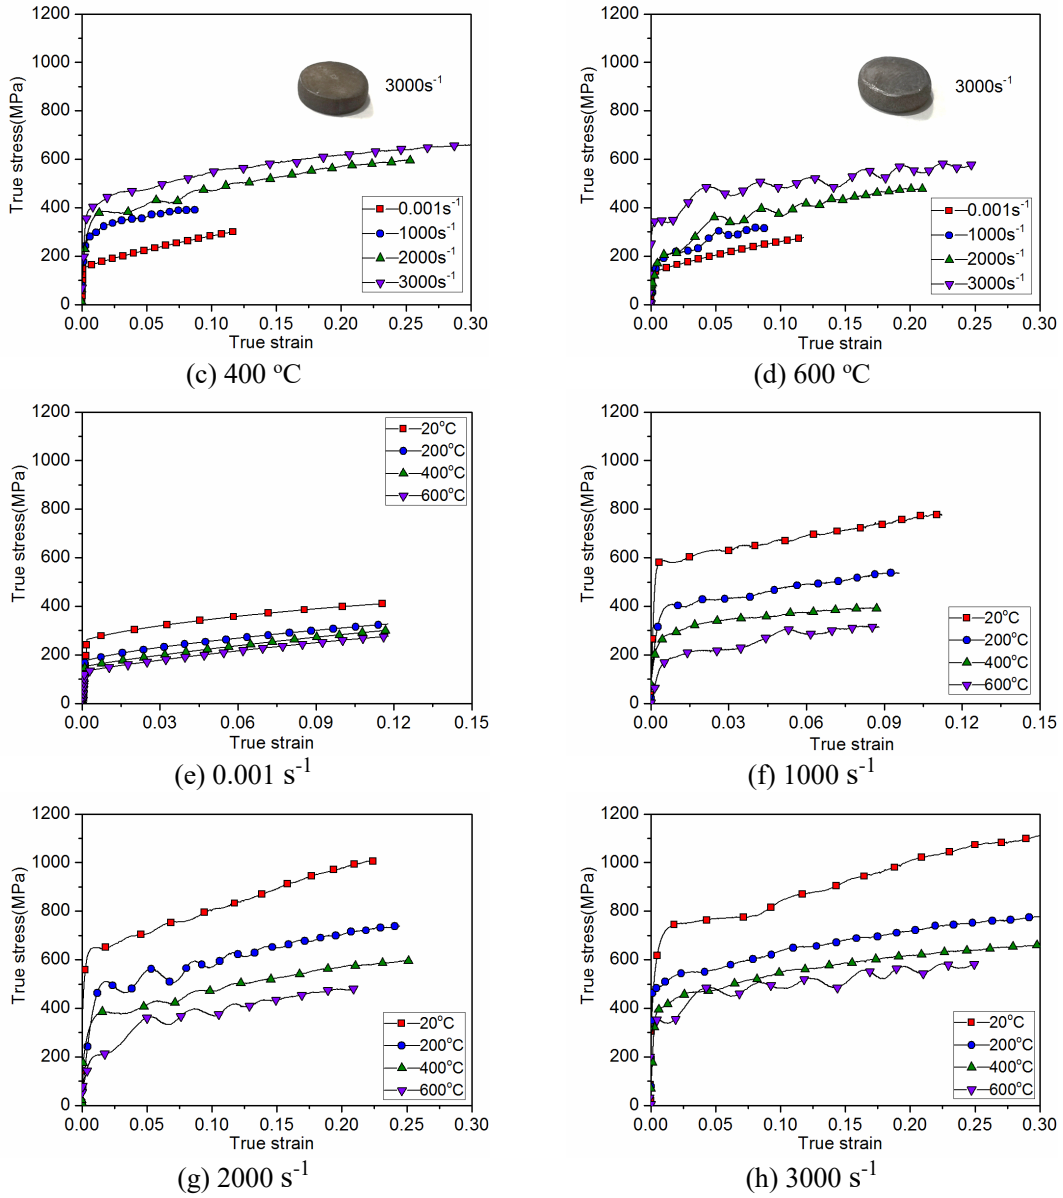 1200
1000
800
600
400
200
0
True stress(MPa)
3000s⁻¹
0.001s⁻¹
1000s⁻¹
2000s⁻¹
3000s⁻¹
0.00 0.05 0.10 0.15 0.20 0.25 0.30
True strain
(c) 400 °C
1200
1000
800
600
400
200
0
True stress(MPa)
3000s⁻¹
0.001s⁻¹
1000s⁻¹
2000s⁻¹
3000s⁻¹
0.00 0.05 0.10 0.15 0.20 0.25 0.30
True strain
(d) 600 °C
1200
1000
800
600
400
200
0
True stress(MPa)
20°C
200°C
400°C
600°C
0.00 0.03 0.06 0.09 0.12 0.15
True strain
(e) 0.001 s⁻¹
1200
1000
800
600
400
200
0
True stress(MPa)
20°C
200°C
400°C
600°C
0.00 0.03 0.06 0.09 0.12 0.15
True strain
(f) 1000 s⁻¹
1200
1000
800
600
400
200
0
True stress(MPa)
20°C
200°C
400°C
600°C
0.00 0.05 0.10 0.15 0.20 0.25 0.30
True strain
(g) 2000 s⁻¹
1200
1000
800
600
400
200
0
True stress(MPa)
20°C
200°C
400°C
600°C
0.00 0.05 0.10 0.15 0.20 0.25 0.30
True strain
(h) 3000 s⁻¹